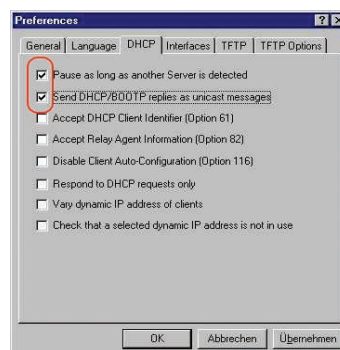 Preferences
General Language DHCP Interfaces TFTP TFTP Options
Pause as long as another Server is detected
Send DHCP/BOOTP replies as unicast messages
Accept DHCP Client Identifier (Option 61)
Accept Relay Agent Information (Option 82)
Disable Client Auto-Configuration (Option 116)
Respond to DHCP requests only
Vary dynamic IP address of clients
Check that a selected dynamic IP address is not in use
OK Abbrechen Übernehmen